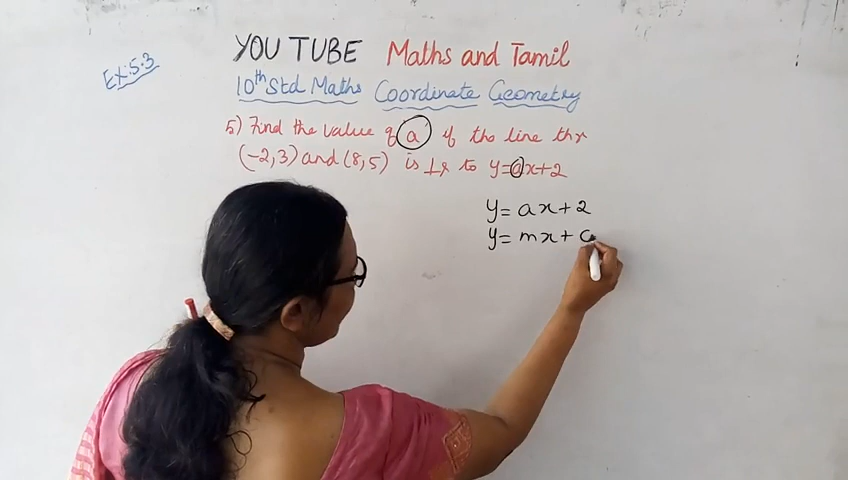 YOU TUBE Maths and Tamil
Ex:5.3
10th Std Maths Coordinate Geometry
5) Find the value of 'a' if the line thr
(-2,3) and (8,5) is ⊥r to y=ax+2
y = ax+2
y = mx+c